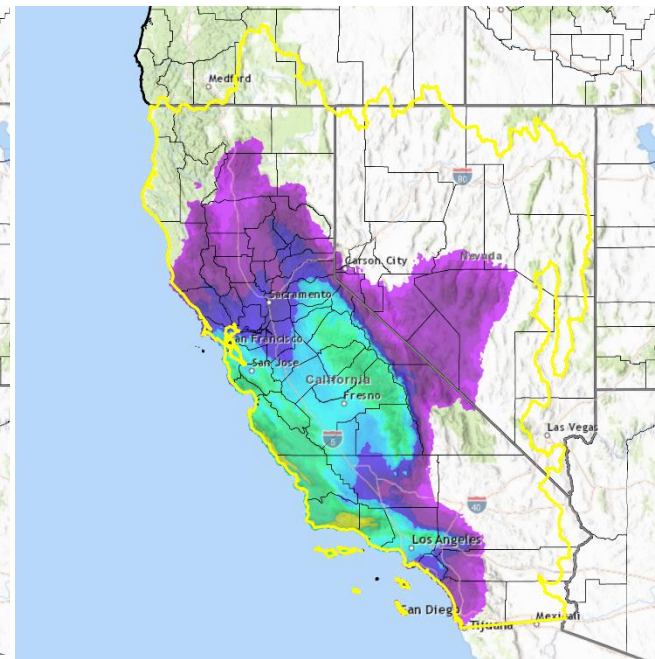 Medford
80
Carson City
Nevada
Sacramento
an Francisco
San Jose
California
Fresno
5
Las Vegas
40
Los Angeles
San Diego
Tijuana
Mexicali